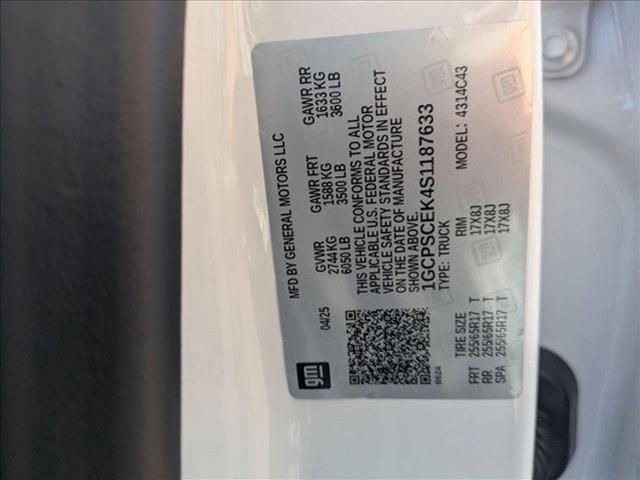 gm
MFD BY GENERAL MOTORS LLC
04/25
GVWR
2744 KG
6050 LB
GAWR FRT
1588 KG
3500 LB
GAWR RR
1633 KG
3600 LB
THIS VEHICLE CONFORMS TO ALL
APPLICABLE U.S. FEDERAL MOTOR
VEHICLE SAFETY STANDARDS IN EFFECT
ON THE DATE OF MANUFACTURE
SHOWN ABOVE.
1GCPSCEK4S1187633
8624
TYPE: TRUCK
MODEL: 4314C43
TIRE SIZE RIM
FRT 255/65R17 T 17X8J
RR 255/65R17 T 17X8J
SPA 255/65R17 T 17X8J